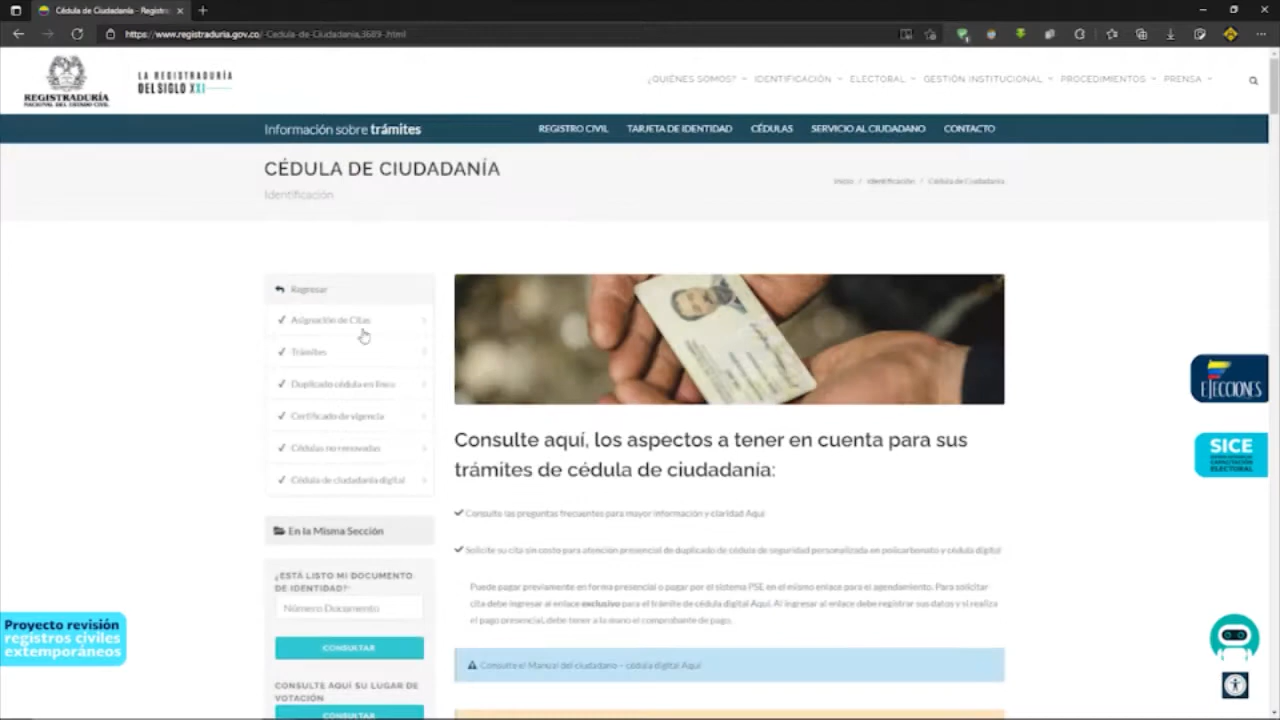 Cédula de Ciudadanía - Registr
https://www.registraduria.gov.co/-Cedula-de-Ciudadania,3689-.html
REGISTRADURÍA
NACIONAL DEL ESTADO CIVIL
LA REGISTRADURÍA
DEL SIGLO XXI
¿QUIÉNES SOMOS? IDENTIFICACIÓN ELECTORAL GESTIÓN INSTITUCIONAL PROCEDIMIENTOS PRENSA
Información sobre trámites
REGISTRO CIVIL TARJETA DE IDENTIDAD CÉDULAS SERVICIO AL CIUDADANO CONTACTO
CÉDULA DE CIUDADANÍA
Identificación
Inicio / Identificación / Cédula de Ciudadanía
Regresar
Asignación de Citas
Trámites
Duplicado cédula en línea
Certificado de vigencia
Cédulas no renovadas
Cédula de ciudadanía digital
En la Misma Sección
¿ESTÁ LISTO MI DOCUMENTO
DE IDENTIDAD?
Número Documento
CONSULTAR
CONSULTE AQUÍ SU LUGAR DE
VOTACIÓN
CONSULTAR
Consulte aquí, los aspectos a tener en cuenta para sus
trámites de cédula de ciudadanía:
Consulte las preguntas frecuentes para mayor información y claridad Aquí
Solicite su cita sin costo para atención presencial de duplicado de cédula de seguridad personalizada en policarbonato y cédula digital
Puede pagar previamente en forma presencial o pagar por el sistema PSE en el mismo enlace para el agendamiento. Para solicitar
cita debe ingresar al enlace exclusivo para el trámite de cédula digital Aquí. Al ingresar al enlace debe registrar sus datos y si realiza
el pago presencial, debe tener a la mano el comprobante de pago.
Consulte el Manual del ciudadano – cédula digital Aquí
ELECCIONES
SICE
CAPACITACIÓN
ELECTORAL
Proyecto revisión
registros civiles
extemporáneos